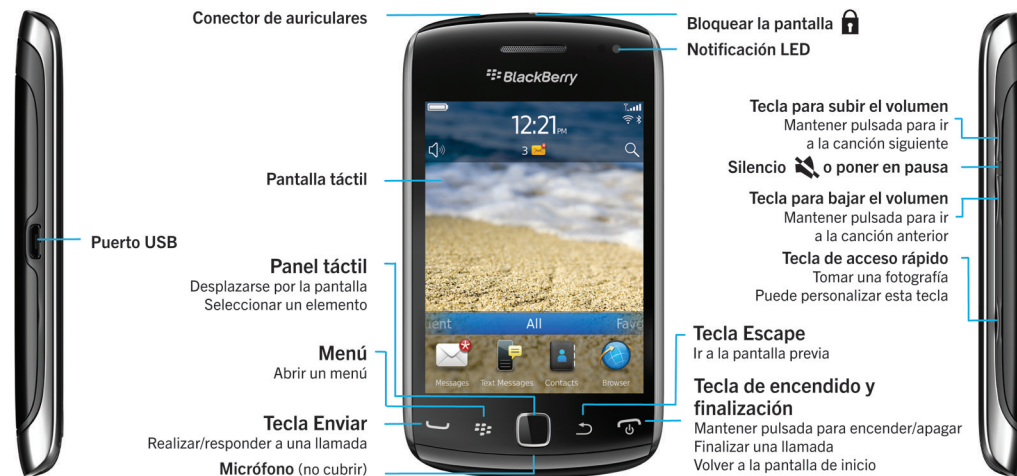 Conector de auriculares
Bloquear la pantalla
Notificación LED
BlackBerry
12:21 PM
3
Tecla para subir el volumen
Mantener pulsada para ir
a la canción siguiente
Silencio o poner en pausa
Tecla para bajar el volumen
Mantener pulsada para ir
a la canción anterior
Tecla de acceso rápido
Tomar una fotografía
Puede personalizar esta tecla
Pantalla táctil
Puerto USB
Panel táctil
Desplazarse por la pantalla
Seleccionar un elemento
ent All Fav
Messages Text Messages Contacts Browser
Menú
Abrir un menú
Tecla Enviar
Realizar/responder a una llamada
Micrófono (no cubrir)
Tecla Escape
Ir a la pantalla previa
Tecla de encendido y
finalización
Mantener pulsada para encender/apagar
Finalizar una llamada
Volver a la pantalla de inicio